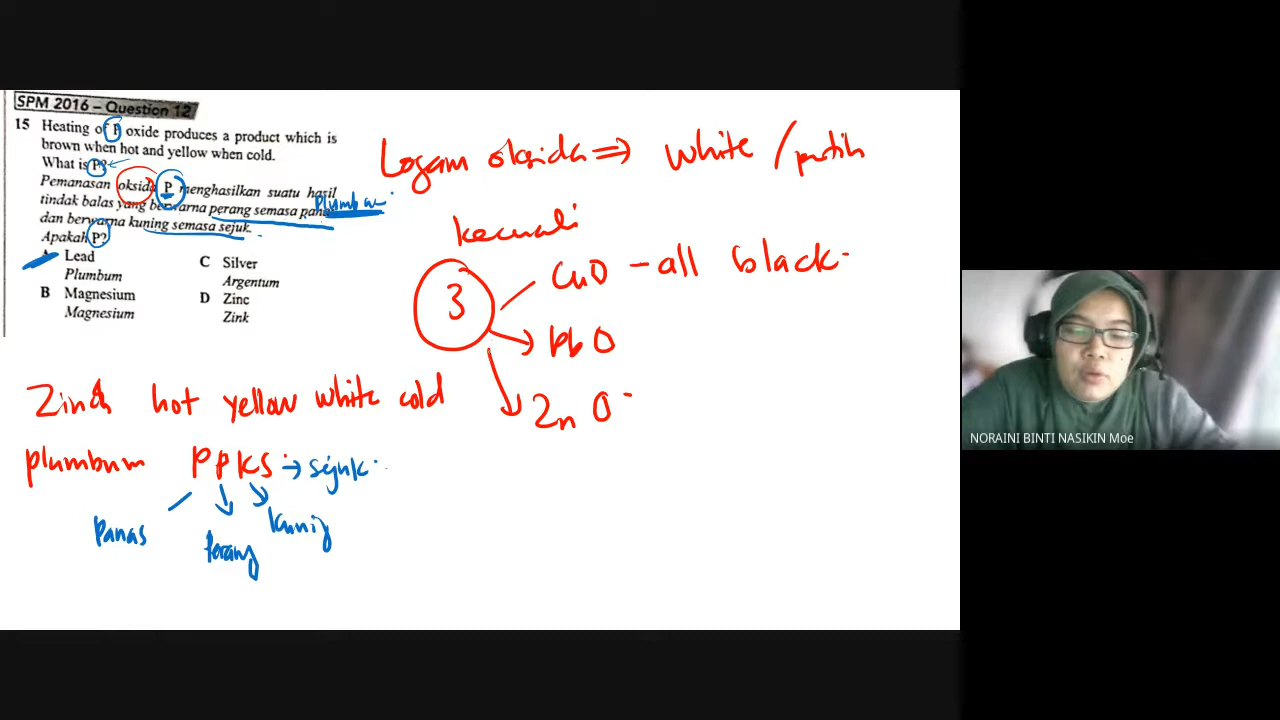 SPM 2016 – Question 12
15 Heating of P oxide produces a product which is
brown when hot and yellow when cold.
What is P?
Pemanasan oksida P menghasilkan suatu hasil
tindak balas yang berwarna perang semasa panas
dan berwarna kuning semasa sejuk.
Apakah P?
A Lead
Plumbum
B Magnesium
Magnesium
C Silver
Argentum
D Zinc
Zink
Plumbum
Logam oksida ⇒ White / putih
kecuali
3
CuO - all black.
PbO
ZnO
Zink hot yellow white cold
plumbum PPKS → sejuk
panas
Perang
kuning
NORAINI BINTI NASIKIN Moe